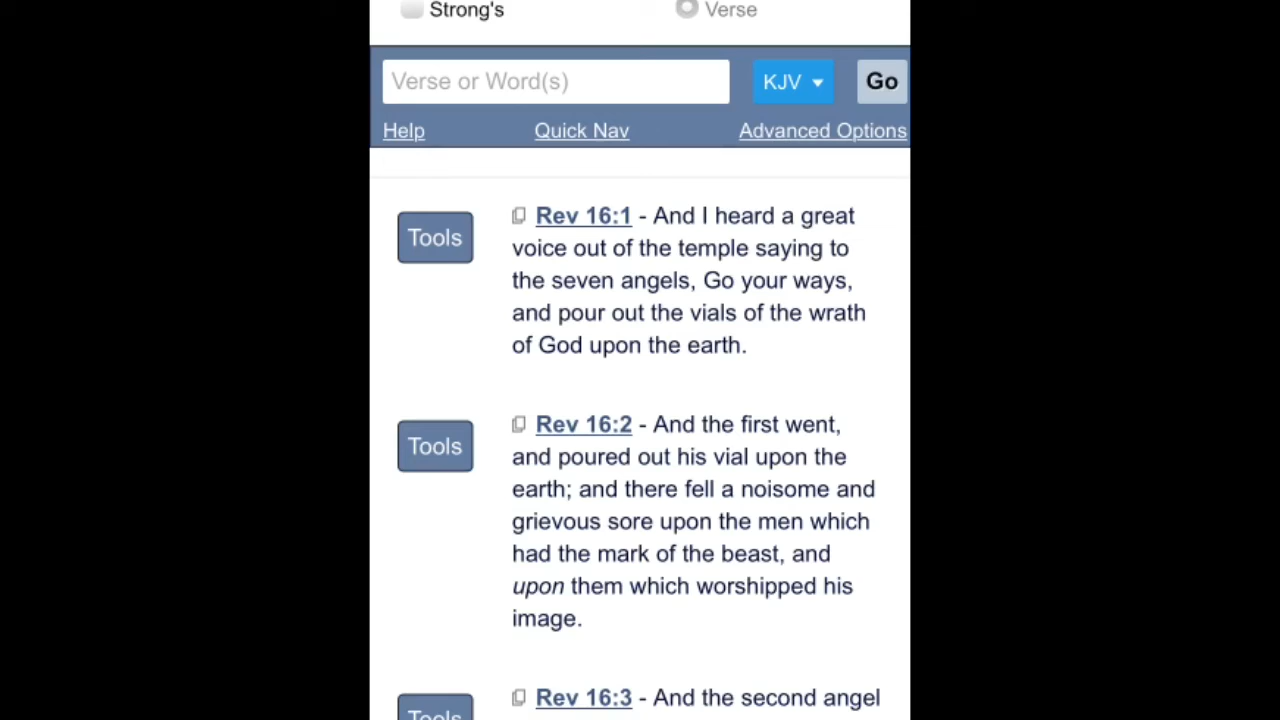 Strong's Verse
Verse or Word(s) KJV Go
Help Quick Nav Advanced Options
Tools
Rev 16:1 - And I heard a great
voice out of the temple saying to
the seven angels, Go your ways,
and pour out the vials of the wrath
of God upon the earth.
Tools
Rev 16:2 - And the first went,
and poured out his vial upon the
earth; and there fell a noisome and
grievous sore upon the men which
had the mark of the beast, and
upon them which worshipped his
image.
Tools
Rev 16:3 - And the second angel